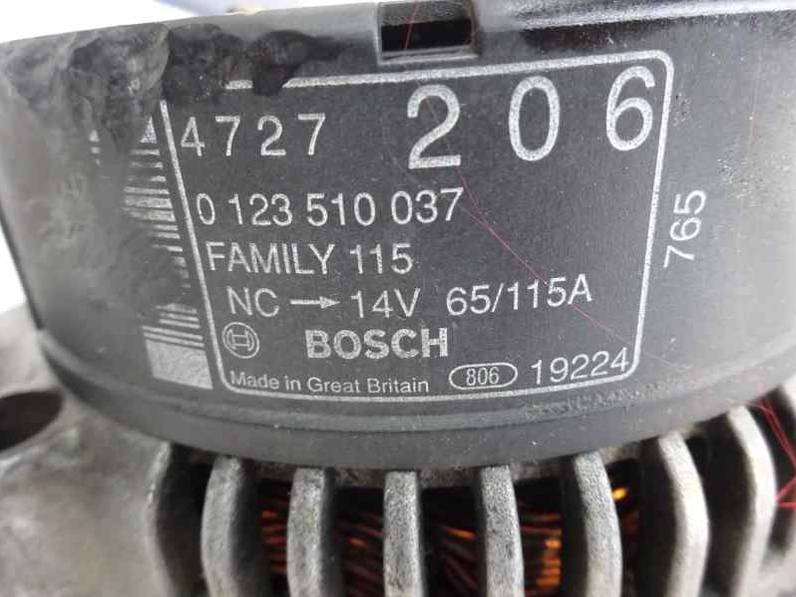 4727 206
0 123 510 037
FAMILY 115
NC → 14V 65/115A
BOSCH
Made in Great Britain 806 19224
765